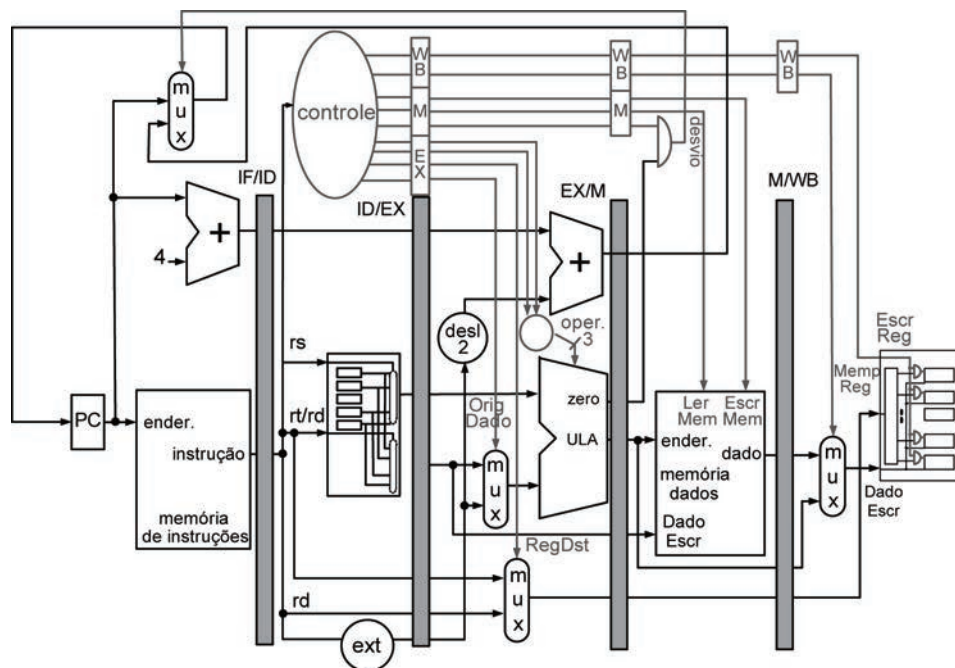 m
u
x
controle
W
B
M
EX
W
B
M
W
B
desvio
IF/ID
ID/EX
EX/M
M/WB
+
4
+
desl
2
oper.
3
Escr
Reg
rs
Memp
Reg
zero
Orig
Dado
Ler
Mem
Escr
Mem
PC
ender.
rt/rd
instrução
ULA
ender.
dado
m
u
x
m
u
x
memória
dados
Dado
Escr
Dado
Escr
memória
de instruções
RegDst
m
u
x
rd
ext